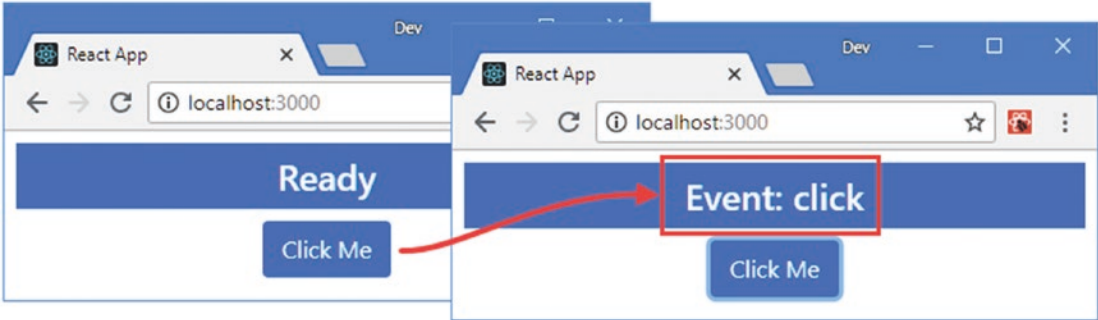 Dev
React App
localhost:3000
Ready
Click Me
Dev
React App
localhost:3000
Event: click
Click Me